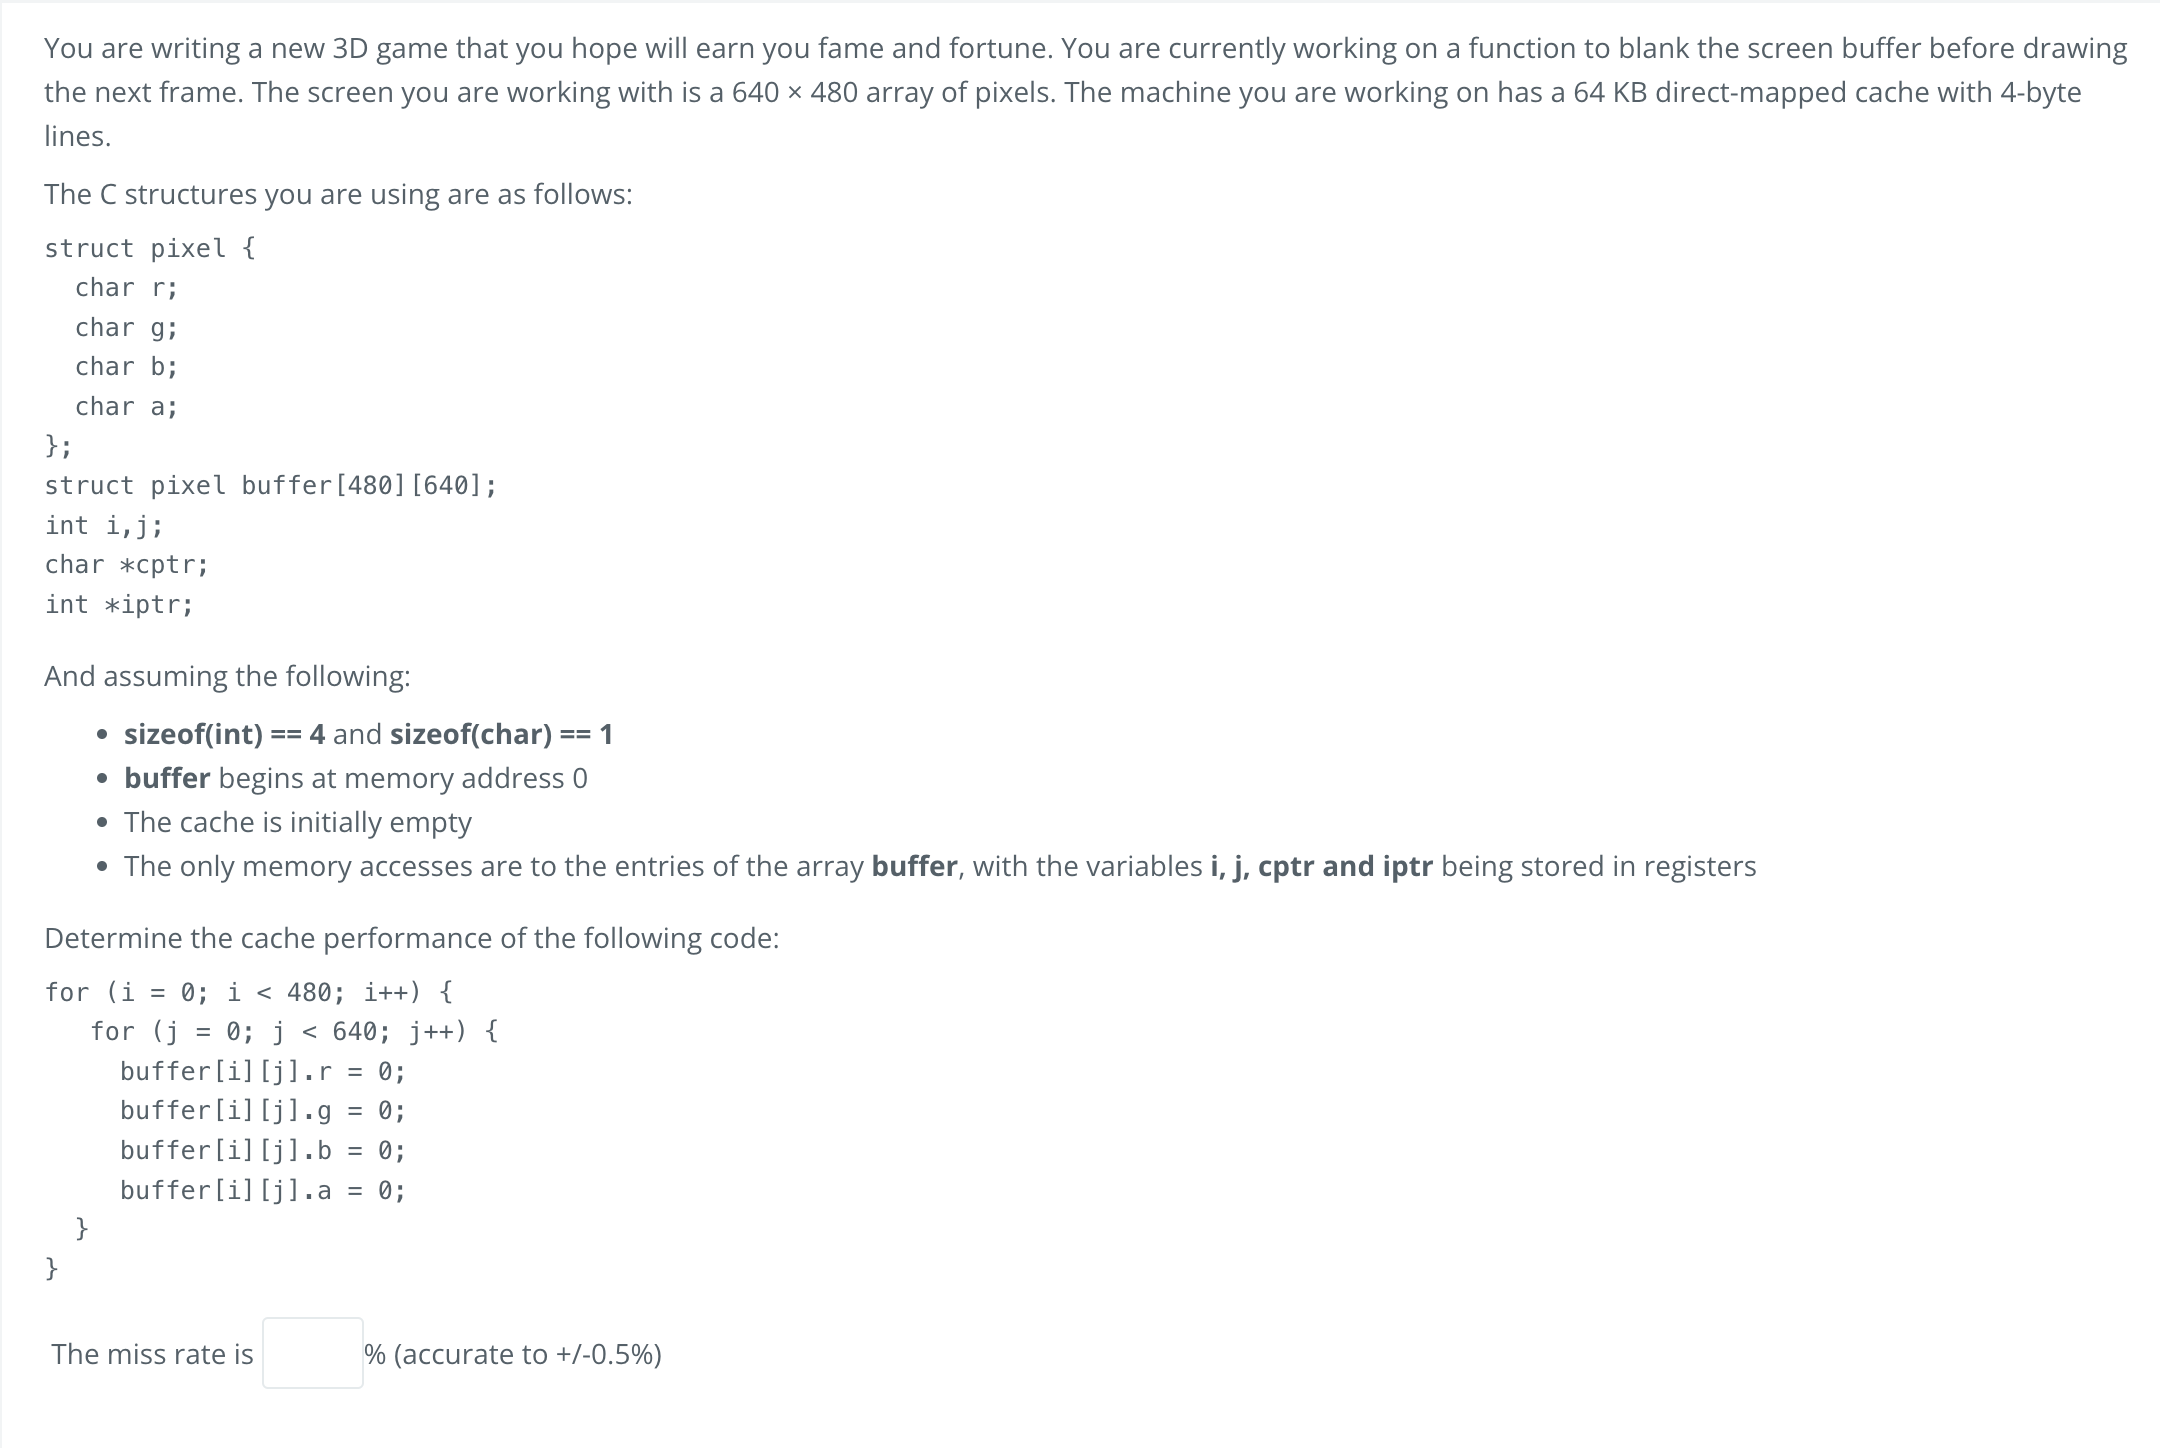 You are writing a new 3D game that you hope will earn you fame and fortune. You are currently working on a function to blank the screen buffer before drawing
the next frame. The screen you are working with is a 640 × 480 array of pixels. The machine you are working on has a 64 KB direct-mapped cache with 4-byte
lines.
The C structures you are using are as follows:
struct pixel {
  char r;
  char g;
  char b;
  char a;
};
struct pixel buffer[480][640];
int i,j;
char *cptr;
int *iptr;
And assuming the following:
• sizeof(int) == 4 and sizeof(char) == 1
• buffer begins at memory address 0
• The cache is initially empty
• The only memory accesses are to the entries of the array buffer, with the variables i, j, cptr and iptr being stored in registers
Determine the cache performance of the following code:
for (i = 0; i < 480; i++) {
   for (j = 0; j < 640; j++) {
     buffer[i][j].r = 0;
     buffer[i][j].g = 0;
     buffer[i][j].b = 0;
     buffer[i][j].a = 0;
  }
}
The miss rate is % (accurate to +/-0.5%)